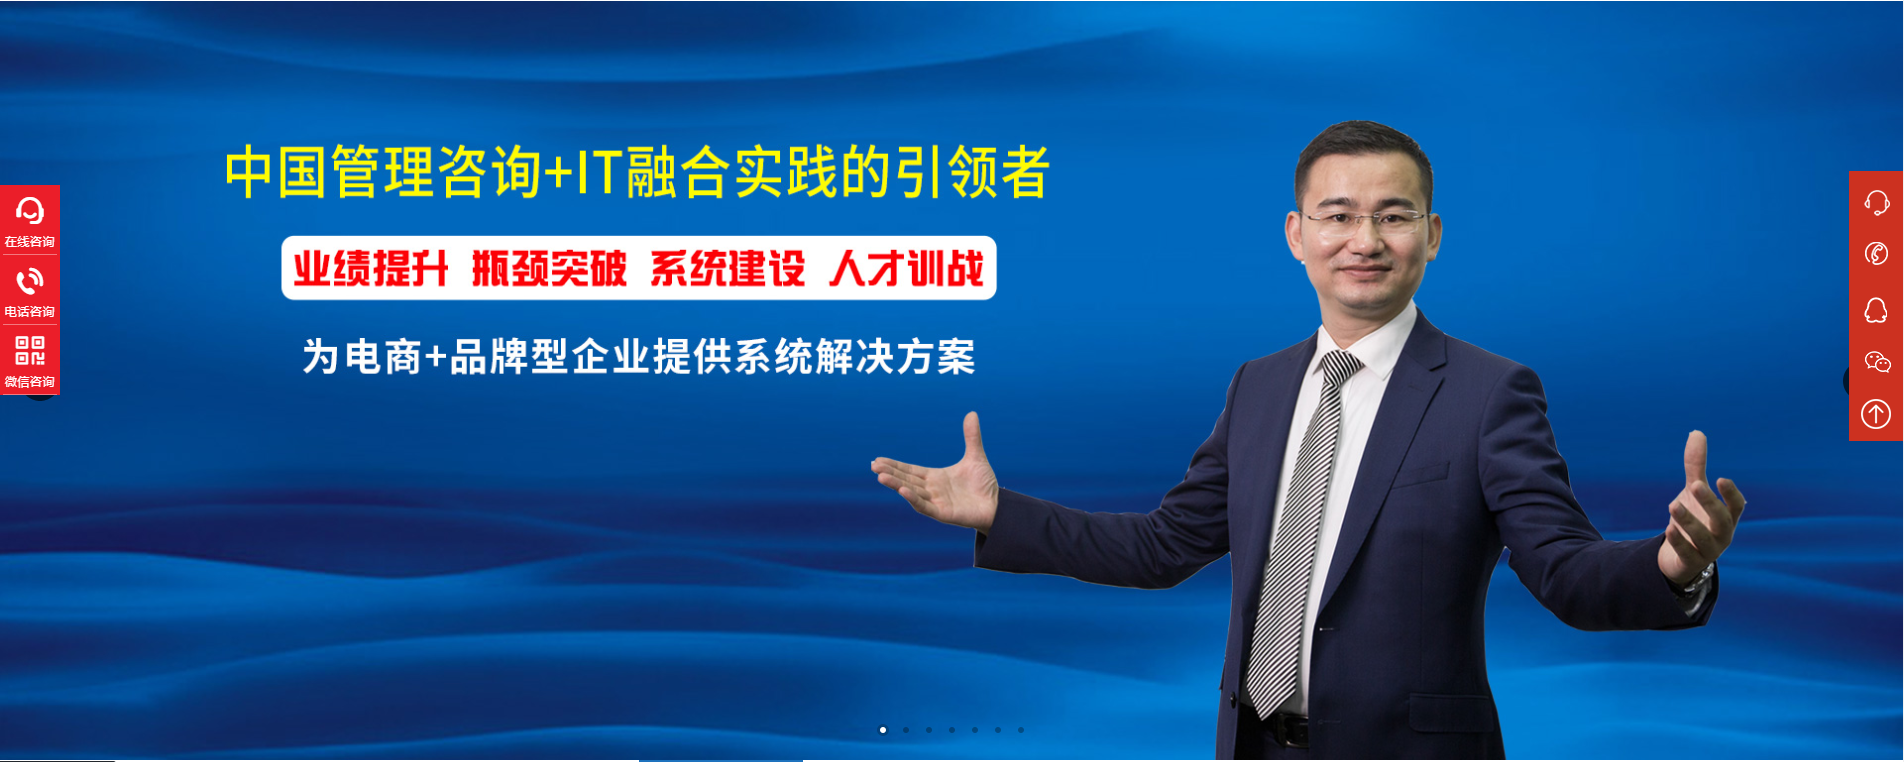 中国管理咨询+IT融合实践的引领者
业绩提升 瓶颈突破 系统建设 人才训战
为电商+品牌型企业提供系统解决方案
在线咨询
电话咨询
微信咨询